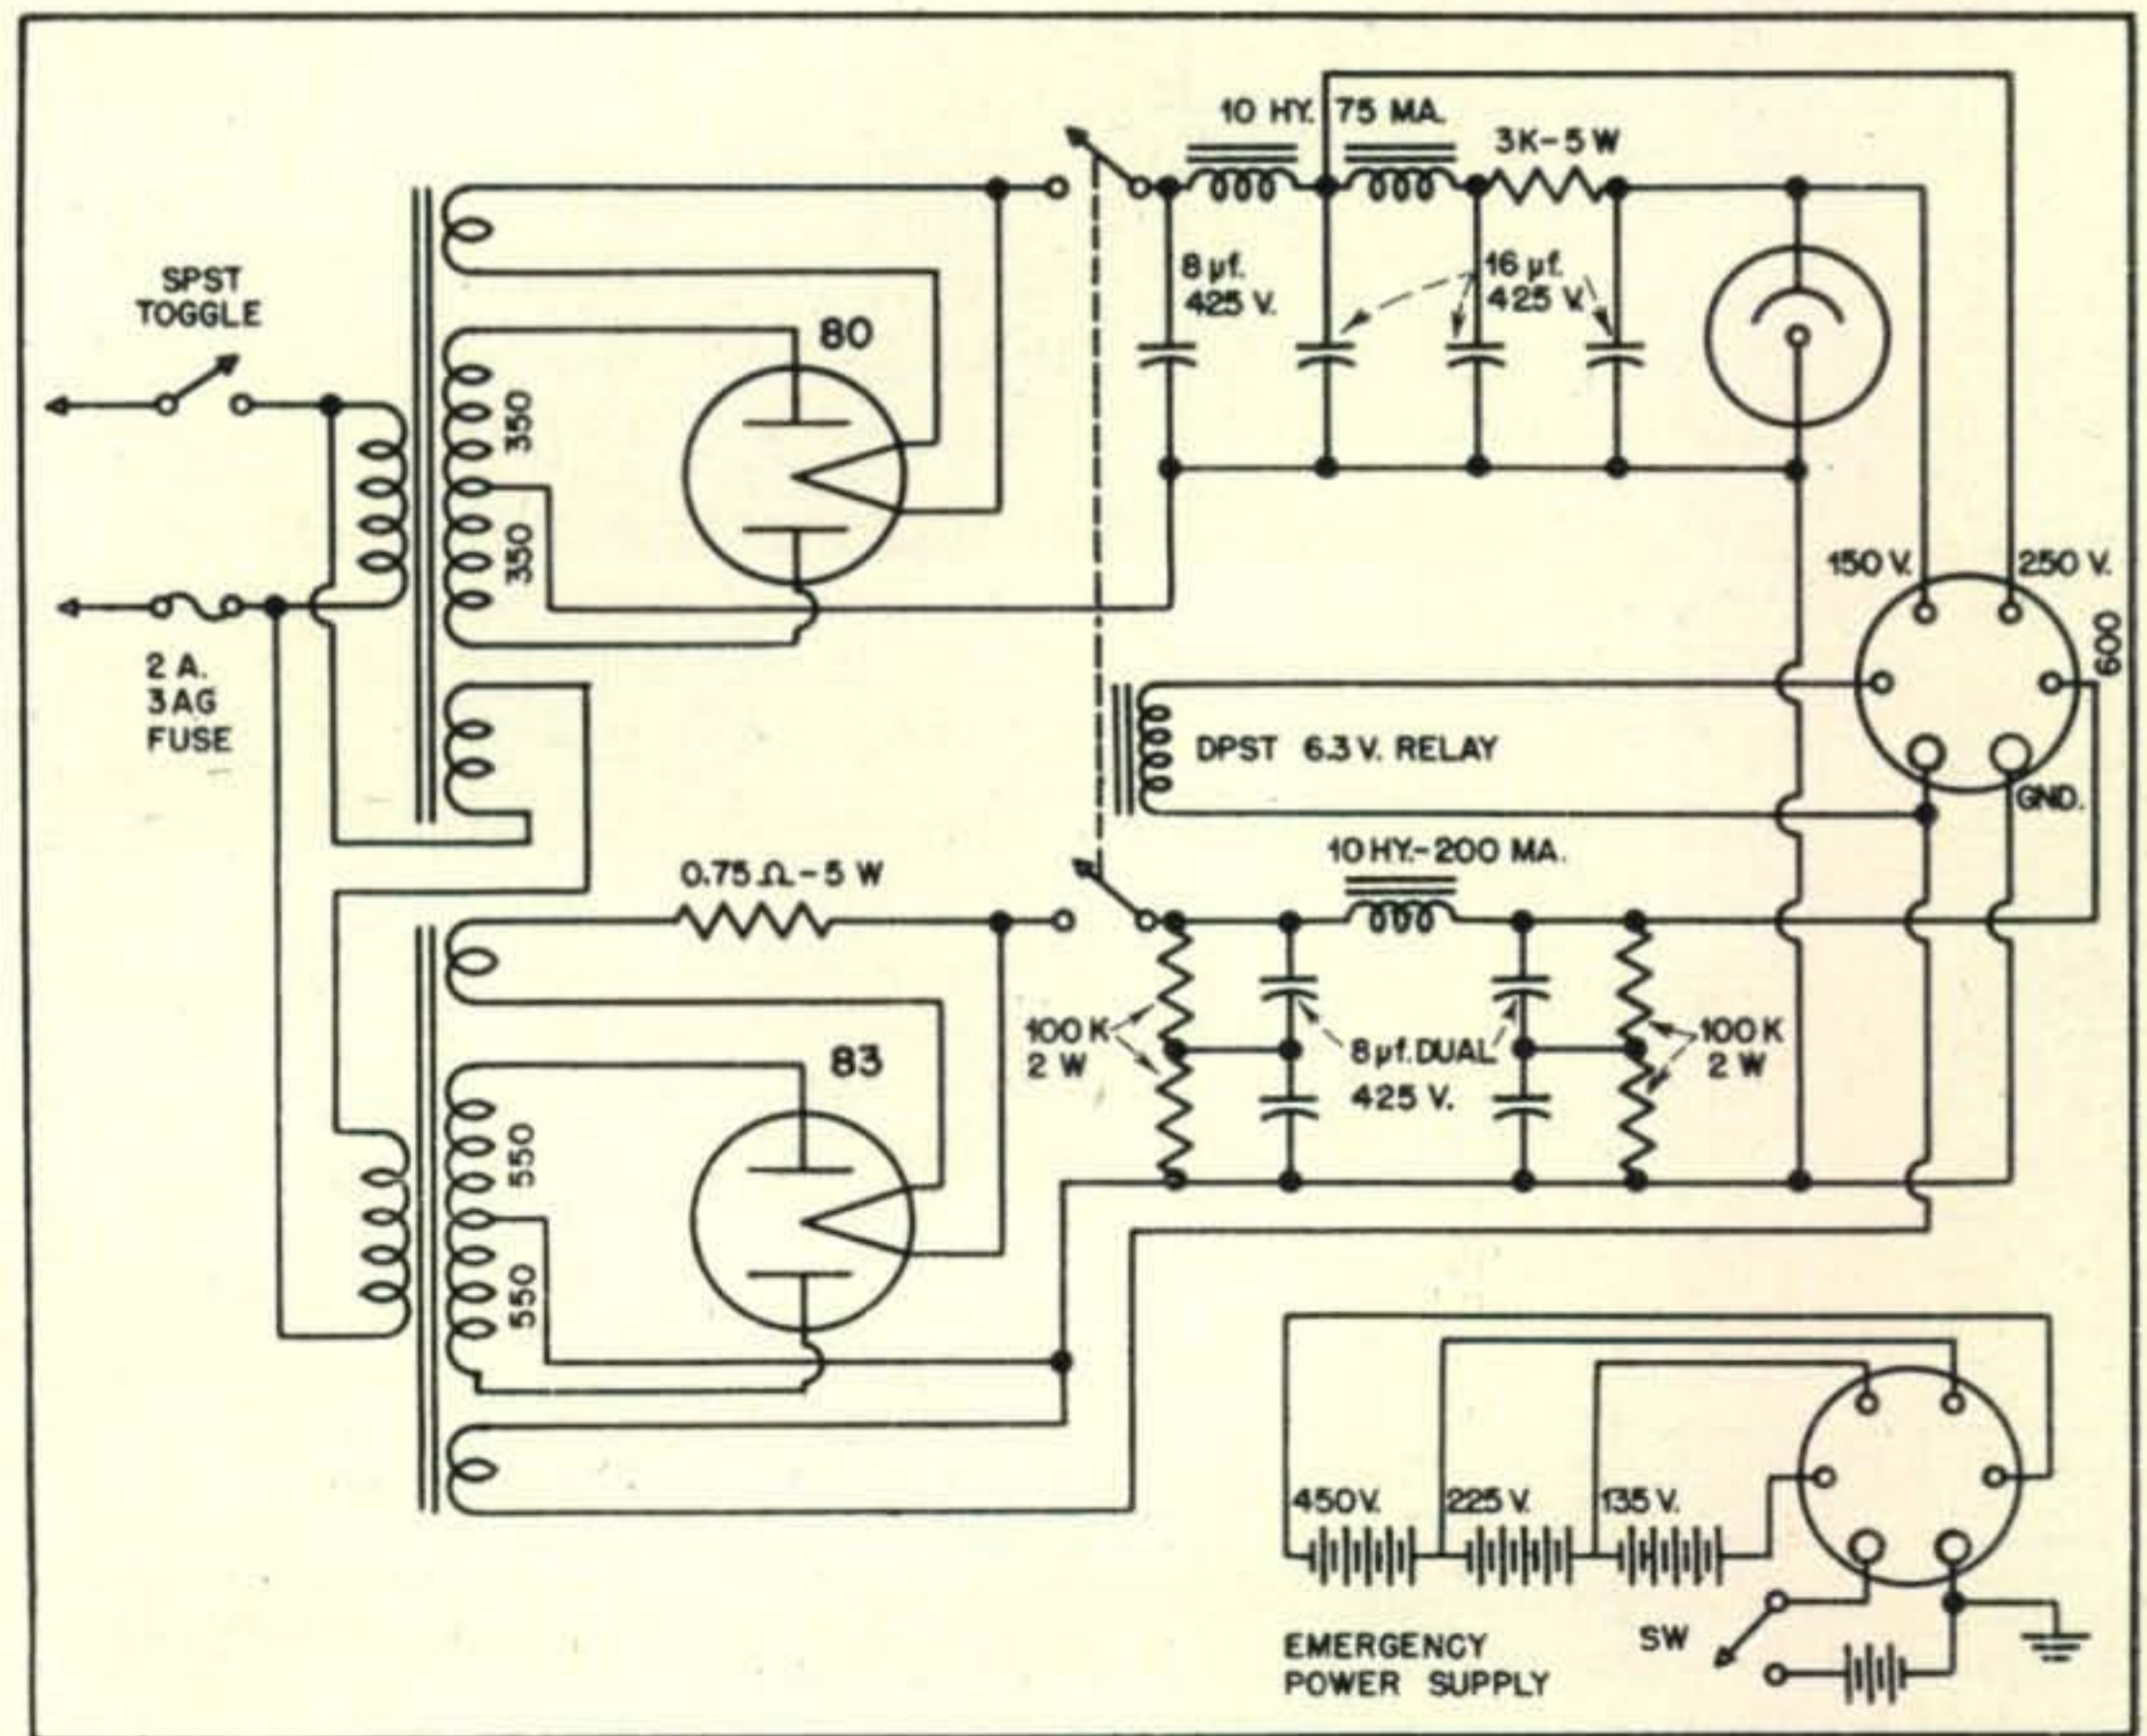 10 HY. 75 MA.
3K-5 W
SPST
TOGGLE
8 µf.
425 V.
16 µf.
425 V.
80
350
350
150 V.
250 V.
600
2 A.
3AG
FUSE
DPST 6.3 V. RELAY
GND.
0.75 Ω - 5 W
10 HY.-200 MA.
100 K
2 W
8 µf. DUAL
425 V.
100 K
2 W
83
550
550
450 V.
225 V.
135 V.
SW
EMERGENCY
POWER SUPPLY